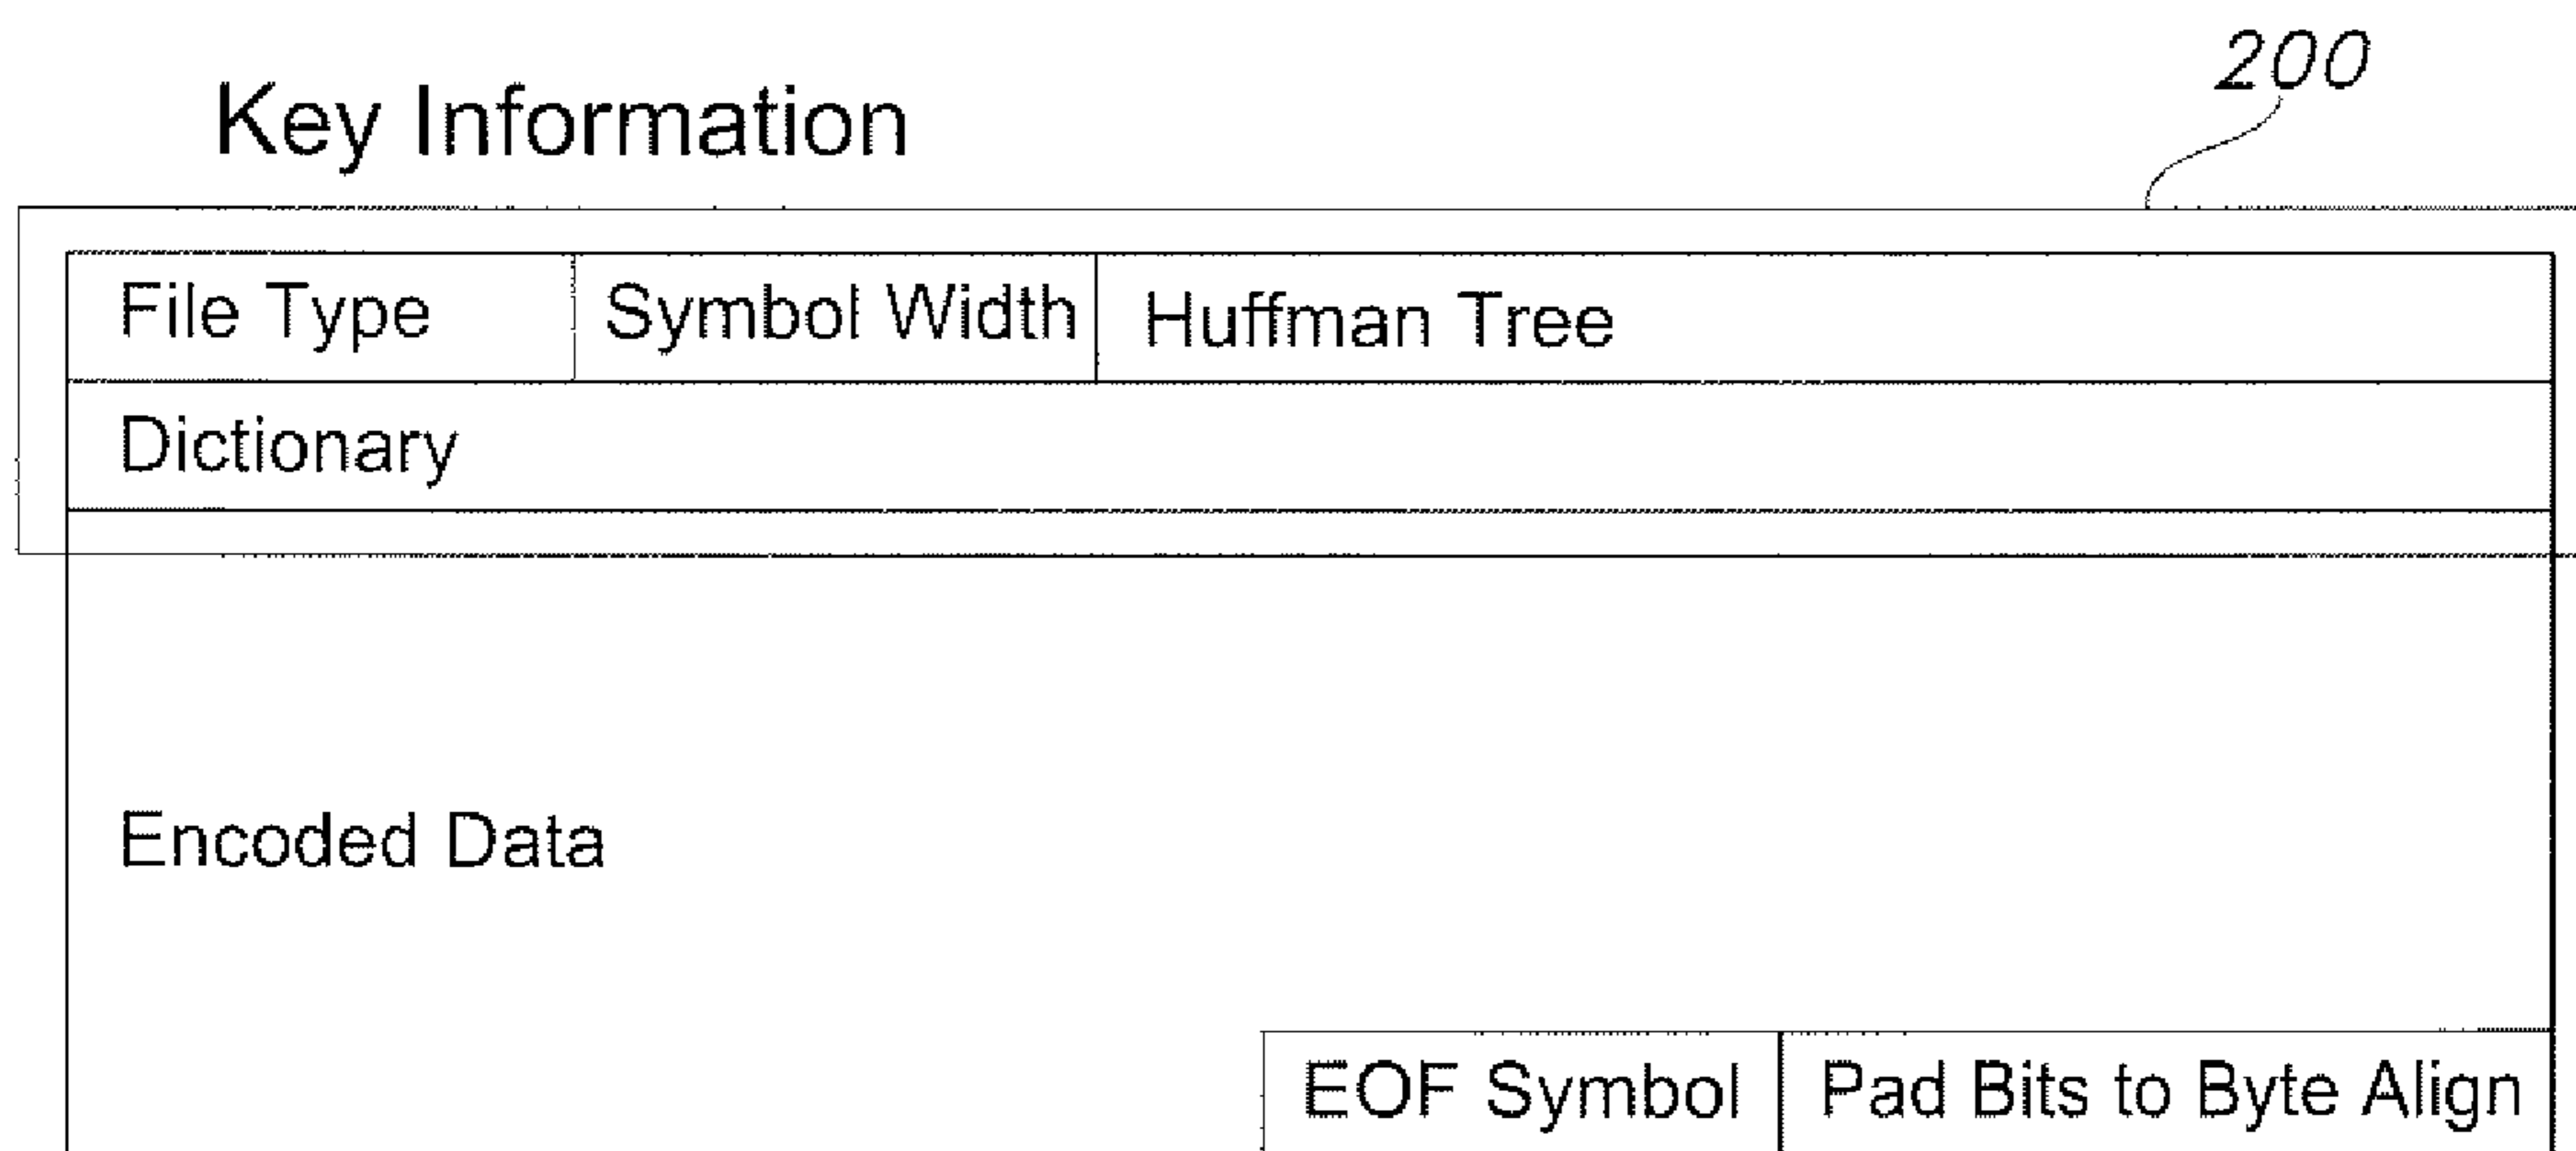 200
Key Information
File Type Symbol Width Huffman Tree
Dictionary
Encoded Data
EOF Symbol Pad Bits to Byte Align